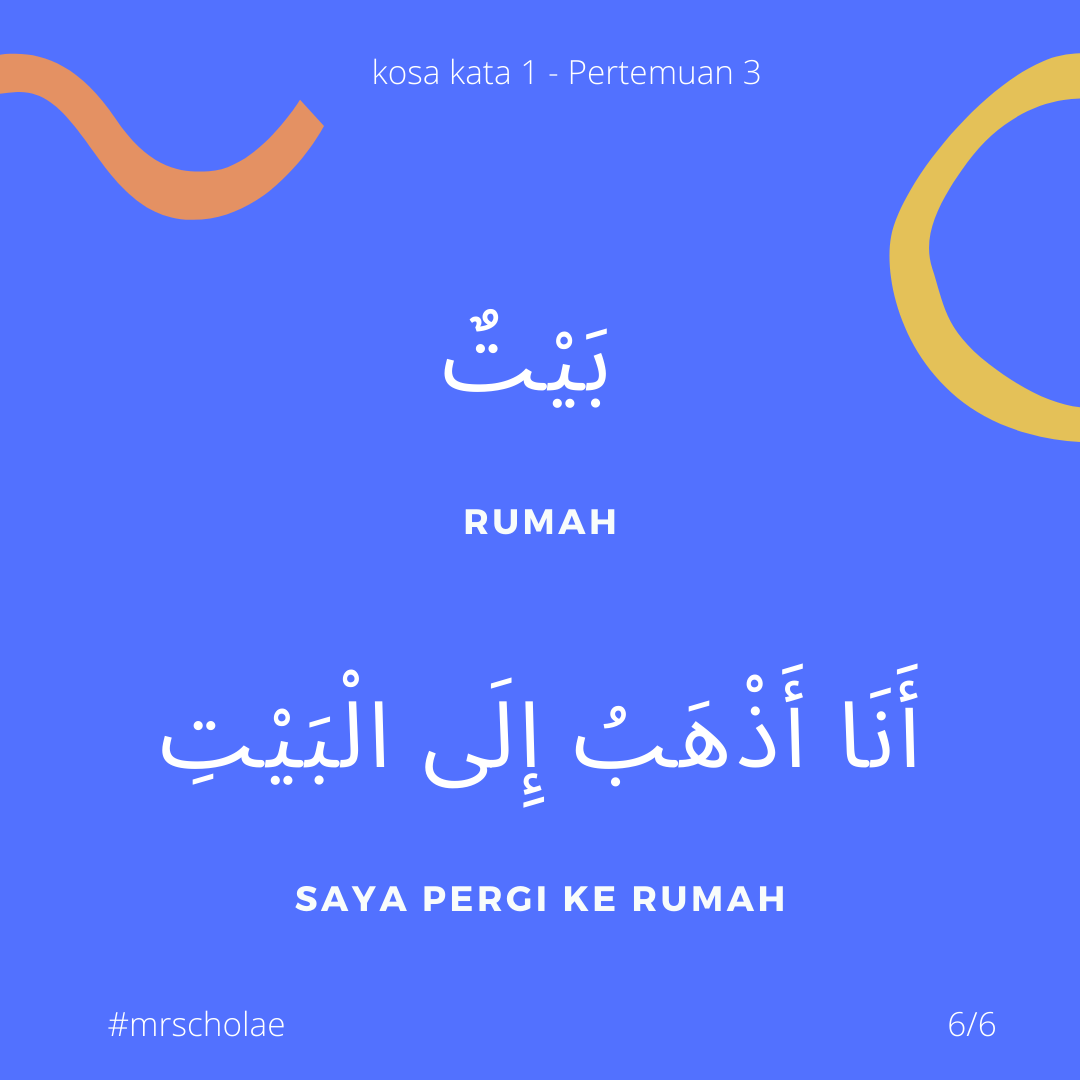 kosa kata 1 - Pertemuan 3
بَيْتٌ
RUMAH
أَنَا أَذْهَبُ إِلَى الْبَيْتِ
SAYA PERGI KE RUMAH
#mrscholae
6/6